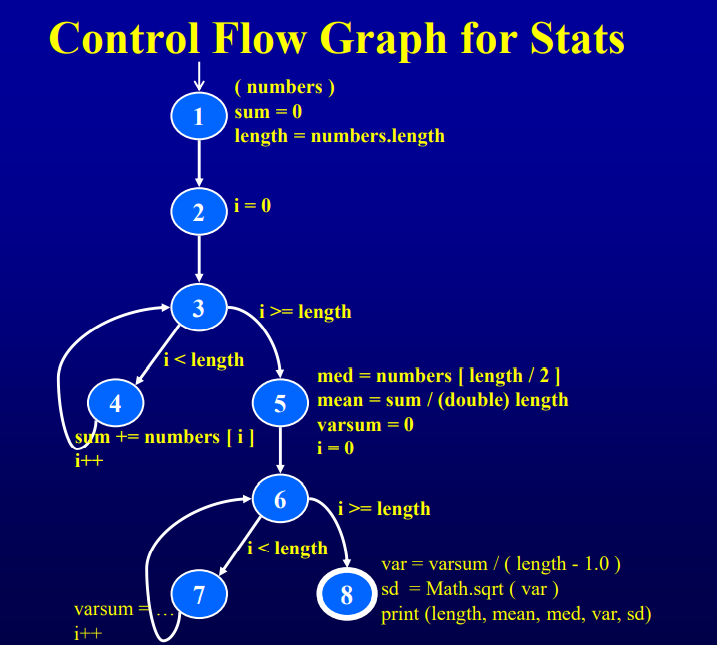 Control Flow Graph for Stats
( numbers )
sum = 0
length = numbers.length
1
2
i = 0
3
i >= length
i < length
4
sum += numbers [ i ]
i++
5
med = numbers [ length / 2 ]
mean = sum / (double) length
varsum = 0
i = 0
6
i >= length
i < length
7
varsum = …
i++
8
var = varsum / ( length - 1.0 )
sd = Math.sqrt ( var )
print (length, mean, med, var, sd)